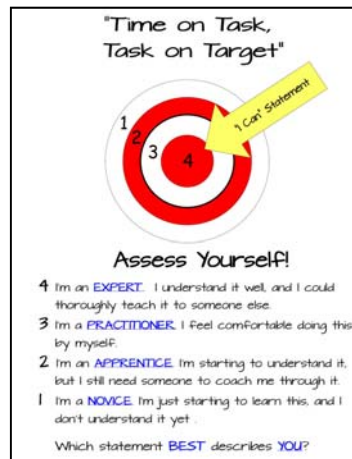 "Time on Task,
Task on Target"
"I Can" Statement
1
2
3
4
Assess Yourself!
4 I'm an EXPERT. I understand it well, and I could
thoroughly teach it to someone else.
3 I'm a PRACTITIONER. I feel comfortable doing this
by myself.
2 I'm an APPRENTICE. I'm starting to understand it,
but I still need someone to coach me through it.
1 I'm a NOVICE. I'm just starting to learn this, and I
don't understand it yet .
Which statement BEST describes YOU?